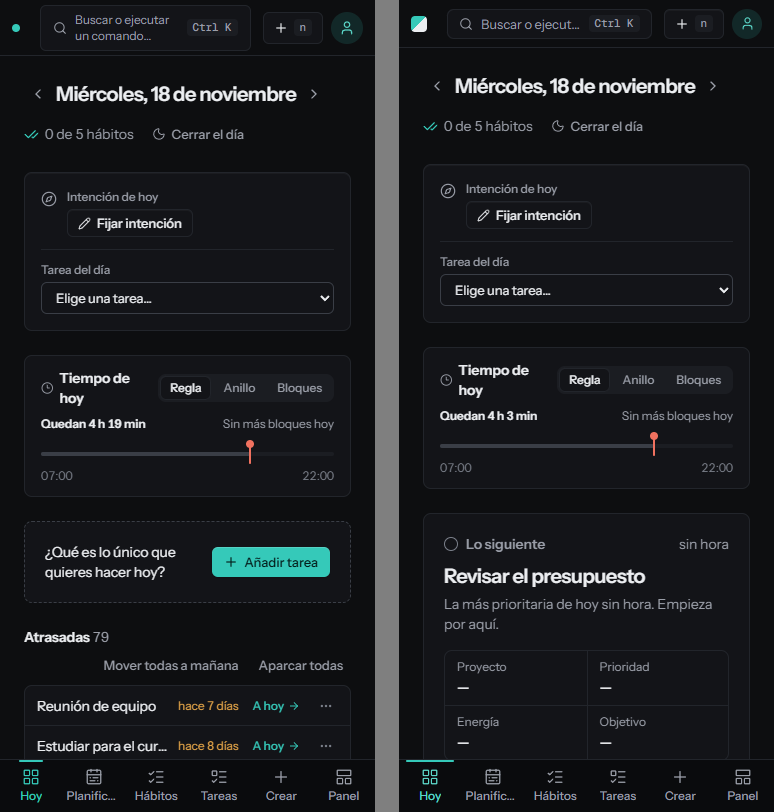 Buscar o ejecutar
un comando...
Ctrl K
+ n
Miércoles, 18 de noviembre
0 de 5 hábitos
Cerrar el día
Intención de hoy
Fijar intención
Tarea del día
Elige una tarea...
Tiempo de
hoy
Regla
Anillo
Bloques
Quedan 4 h 19 min
Sin más bloques hoy
07:00
22:00
¿Qué es lo único que
quieres hacer hoy?
+ Añadir tarea
Atrasadas 79
Mover todas a mañana
Aparcar todas
Reunión de equipo
hace 7 días
A hoy →
Estudiar para el cur...
hace 8 días
A hoy →
Hoy
Planific...
Hábitos
Tareas
Crear
Panel
Buscar o ejecut...
Ctrl K
+ n
Miércoles, 18 de noviembre
0 de 5 hábitos
Cerrar el día
Intención de hoy
Fijar intención
Tarea del día
Elige una tarea...
Tiempo de
hoy
Regla
Anillo
Bloques
Quedan 4 h 3 min
Sin más bloques hoy
07:00
22:00
Lo siguiente
sin hora
Revisar el presupuesto
La más prioritaria de hoy sin hora. Empieza
por aquí.
Proyecto
—
Prioridad
—
Energía
—
Objetivo
—
Hoy
Planific...
Hábitos
Tareas
Crear
Panel